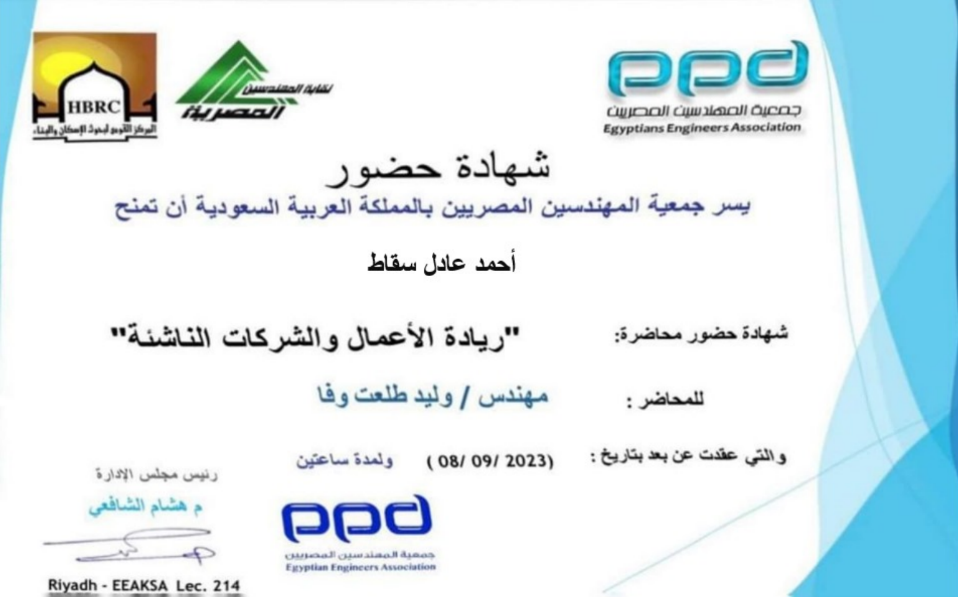 HBRC
المركز القومى لبحوث الإسكان والبناء
نقابة المهندسين
المصرية
ppd
جمعية المهندسين المصريين
Egyptians Engineers Association
شهادة حضور
يسر جمعية المهندسين المصريين بالمملكة العربية السعودية أن تمنح
أحمد عادل سقاط
شهادة حضور محاضرة: "ريادة الأعمال والشركات الناشئة"
للمحاضر : مهندس / وليد طلعت وفا
والتي عقدت عن بعد بتاريخ : (08/ 09/ 2023 ) ولمدة ساعتين
رئيس مجلس الإدارة
م هشام الشافعي
ppd
جمعية المهندسين المصريين
Egyptian Engineers Association
Riyadh - EEAKSA Lec. 214